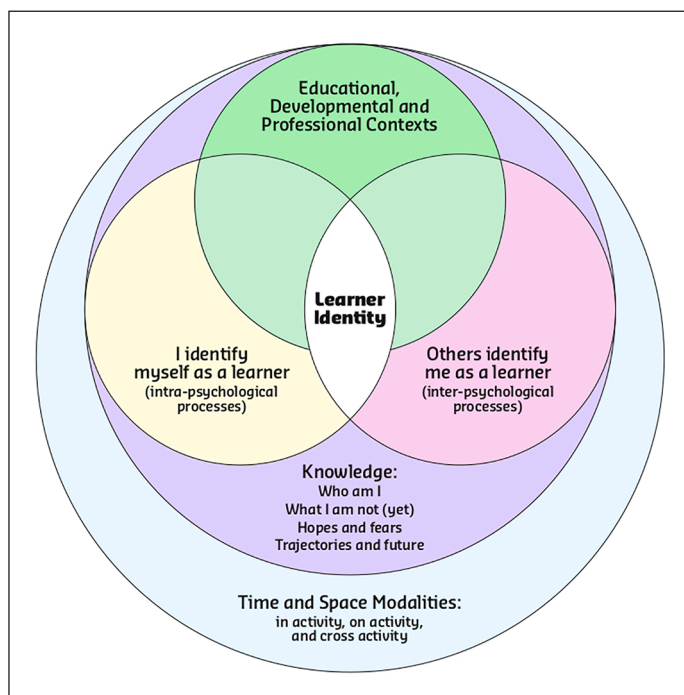 Educational,
Developmental and
Professional Contexts
Learner
Identity
I identify
myself as a learner
(intra-psychological
processes)
Others identify
me as a learner
(inter-psychological
processes)
Knowledge:
Who am I
What I am not (yet)
Hopes and fears
Trajectories and future
Time and Space Modalities:
in activity, on activity,
and cross activity